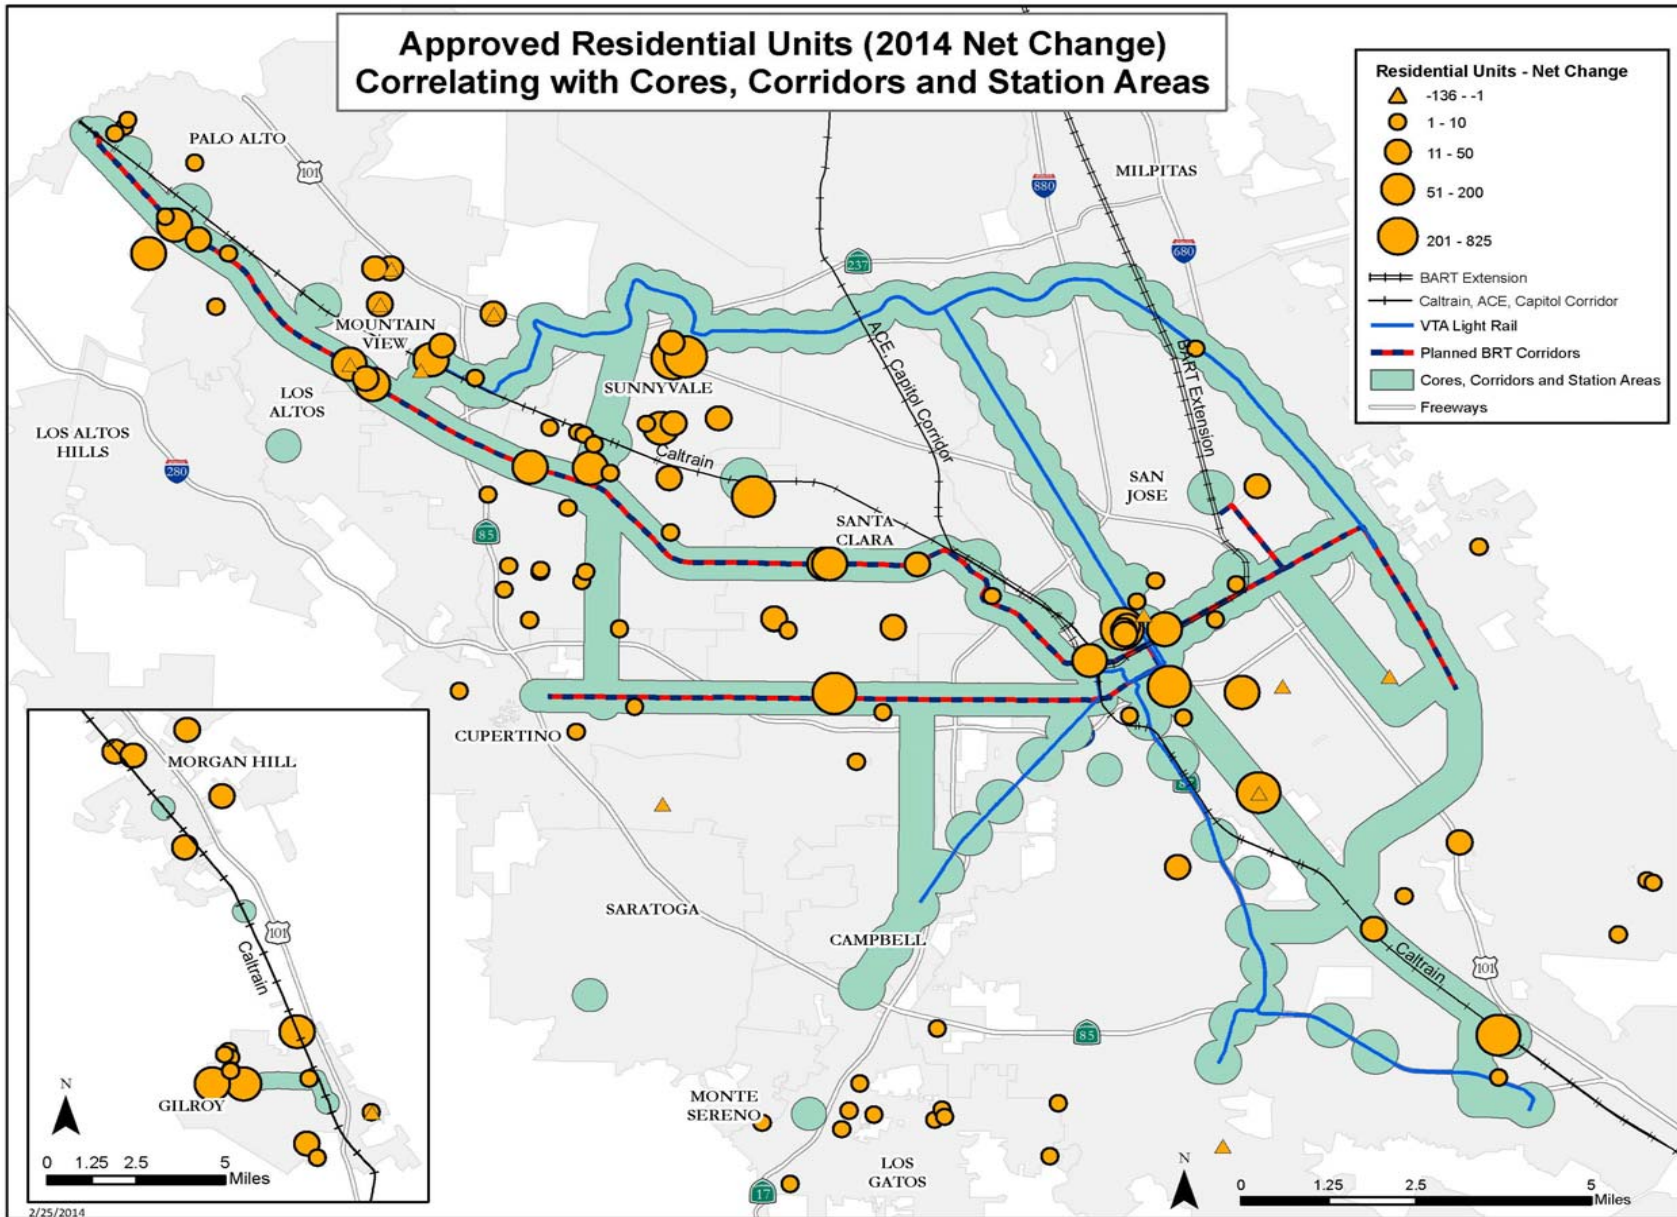 Approved Residential Units (2014 Net Change)
Correlating with Cores, Corridors and Station Areas
Residential Units - Net Change
-136 - -1
1 - 10
11 - 50
51 - 200
201 - 825
BART Extension
Caltrain, ACE, Capitol Corridor
VTA Light Rail
Planned BRT Corridors
Cores, Corridors and Station Areas
Freeways
PALO ALTO
101
MILPITAS
880
680
237
MOUNTAIN
VIEW
ACE, Capitol Corridor
BART Extension
SUNNYVALE
LOS
ALTOS
LOS ALTOS
HILLS
280
Caltrain
SAN
JOSE
85
SANTA
CLARA
CUPERTINO
SARATOGA
CAMPBELL
Caltrain
101
85
MONTE
SERENO
LOS
GATOS
17
MORGAN HILL
101
Caltrain
GILROY
N
0 1.25 2.5 5
Miles
N
0 1.25 2.5 5
Miles
2/25/2014